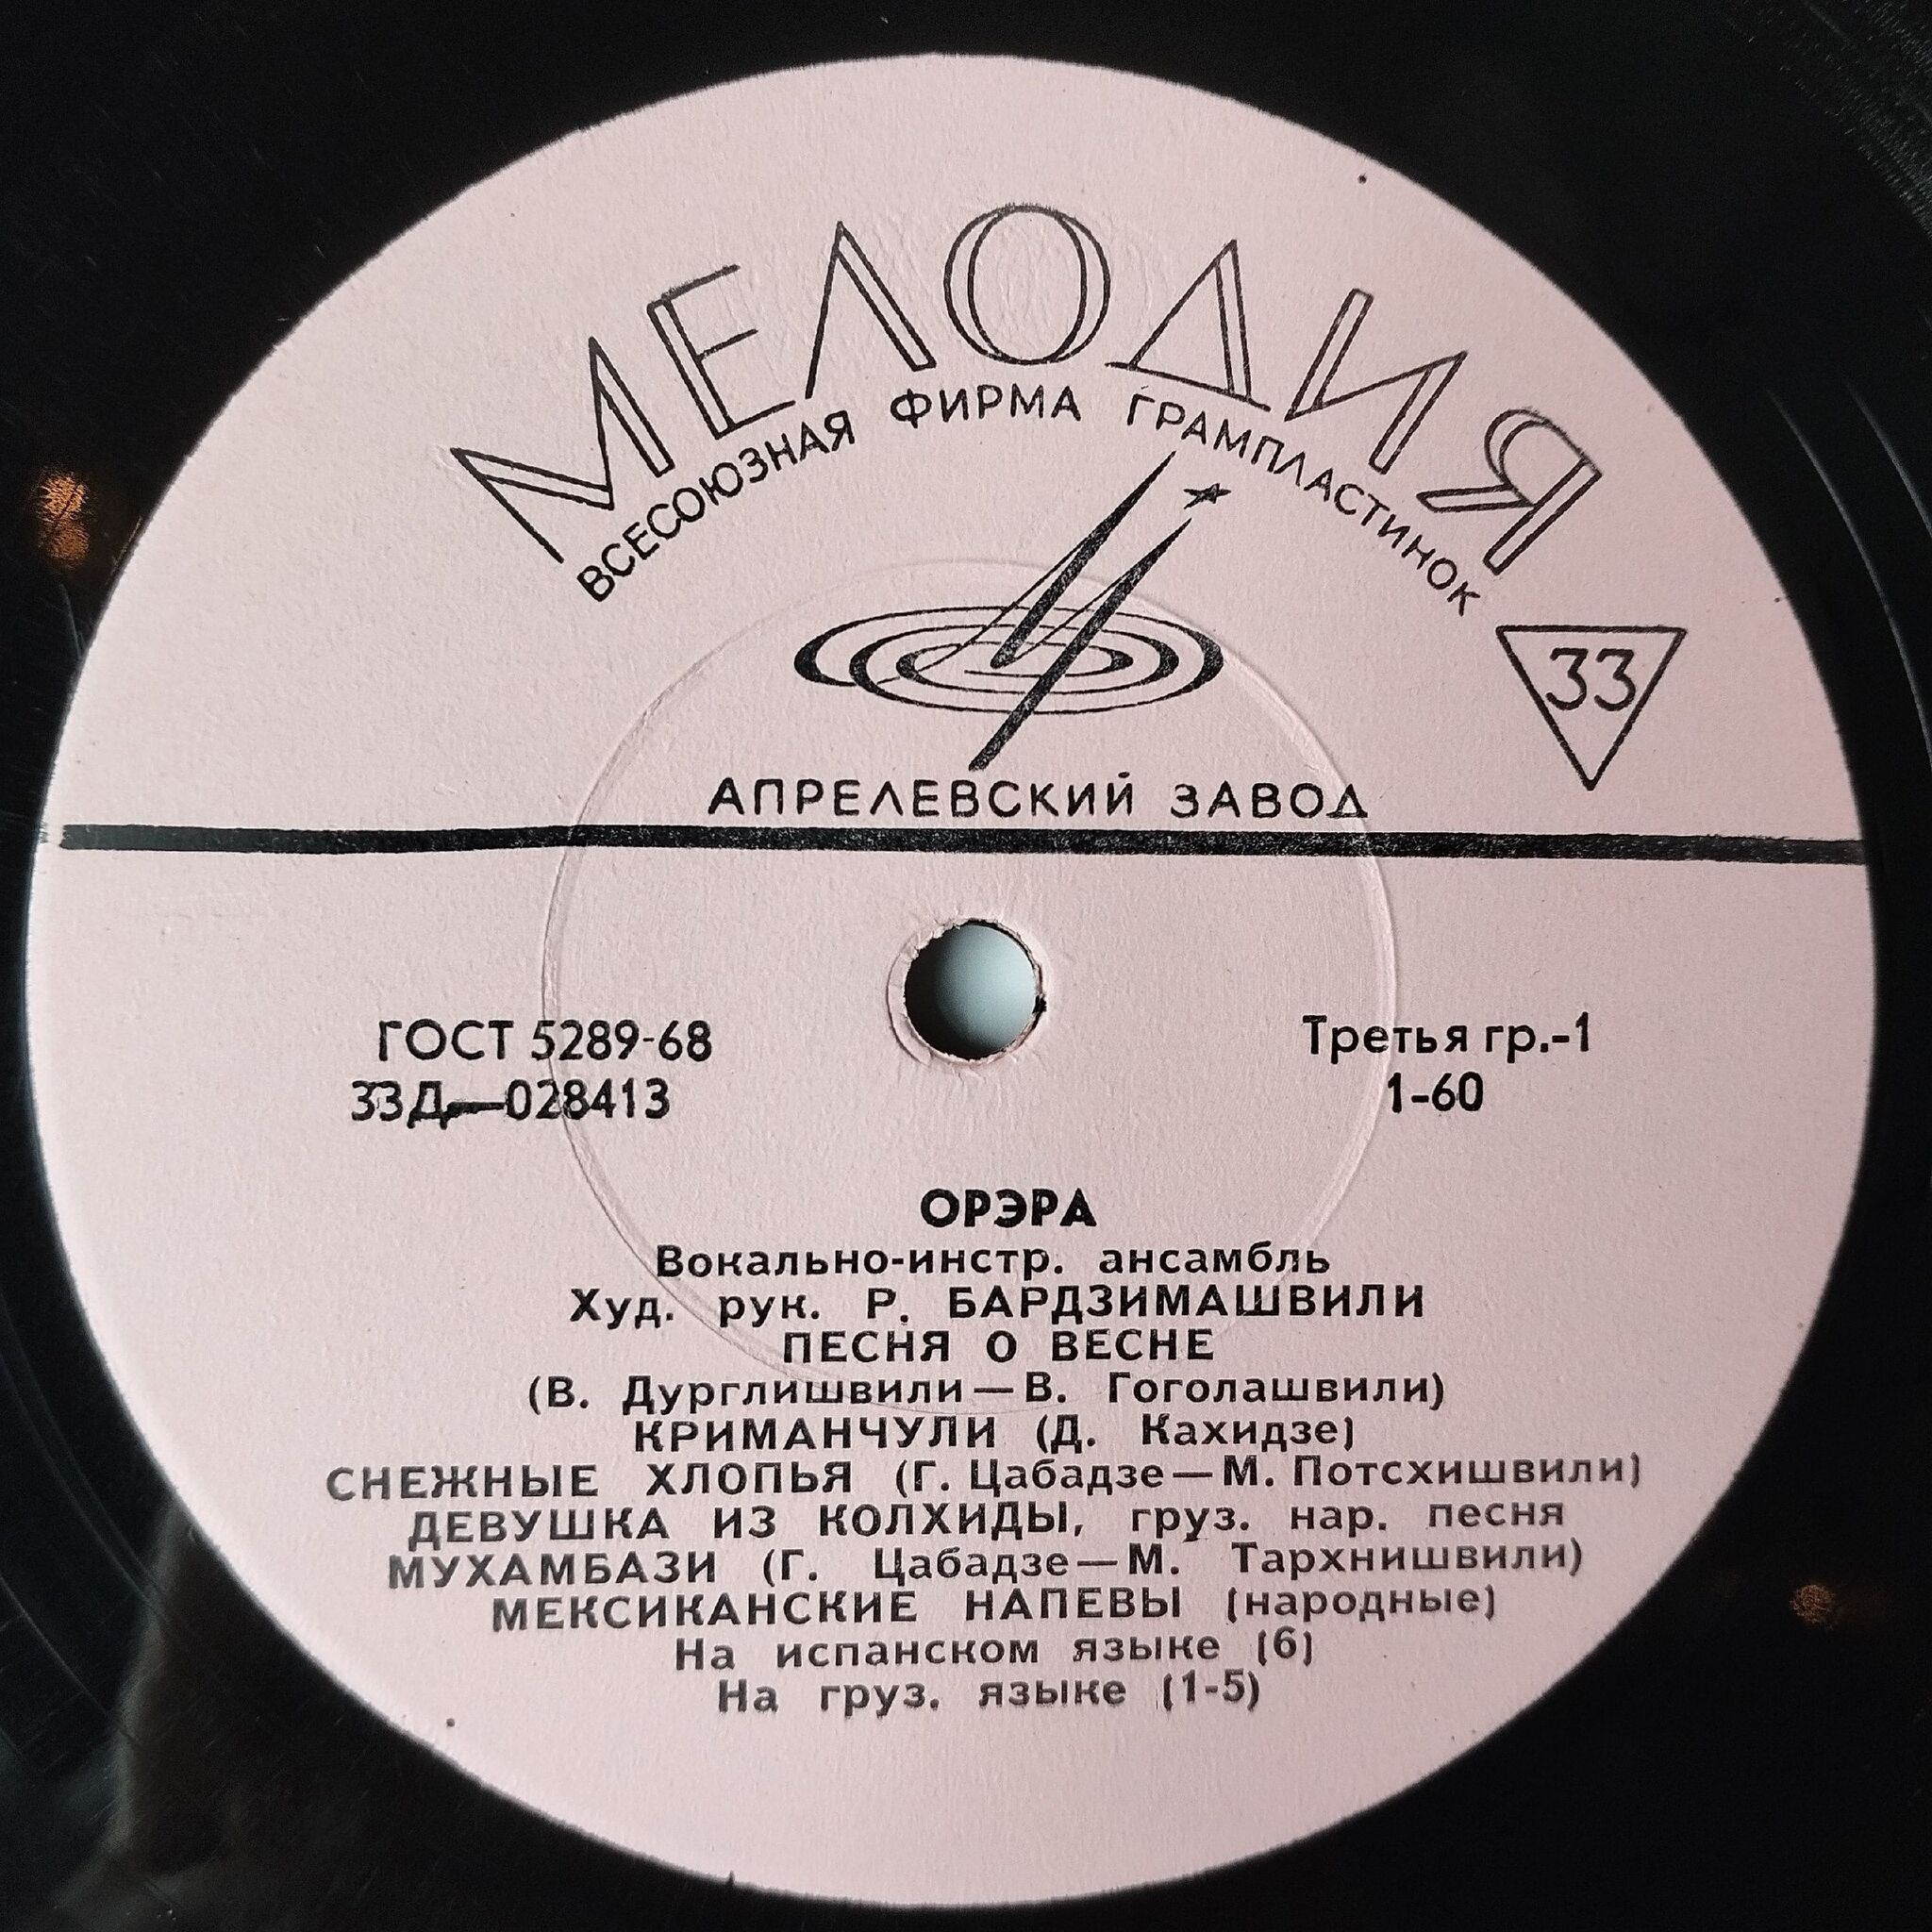 МЕЛОДИЯ
ВСЕСОЮЗНАЯ ФИРМА ГРАМПЛАСТИНОК
33
АПРЕЛЕВСКИЙ ЗАВОД
ГОСТ 5289-68
Третья гр.-1
33Д—028413
1-60
ОРЭРА
Вокально-инстр. ансамбль
Худ. рук. Р. БАРДЗИМАШВИЛИ
ПЕСНЯ О ВЕСНЕ
(В. Дурглишвили — В. Гоголашвили)
КРИМАНЧУЛИ (Д. Кахидзе)
СНЕЖНЫЕ ХЛОПЬЯ (Г. Цабадзе — М. Потсхишвили)
ДЕВУШКА ИЗ КОЛХИДЫ, груз. нар. песня
МУХАМБАЗИ (Г. Цабадзе — М. Тархнишвили)
МЕКСИКАНСКИЕ НАПЕВЫ (народные)
На испанском языке (6)
На груз. языке (1-5)